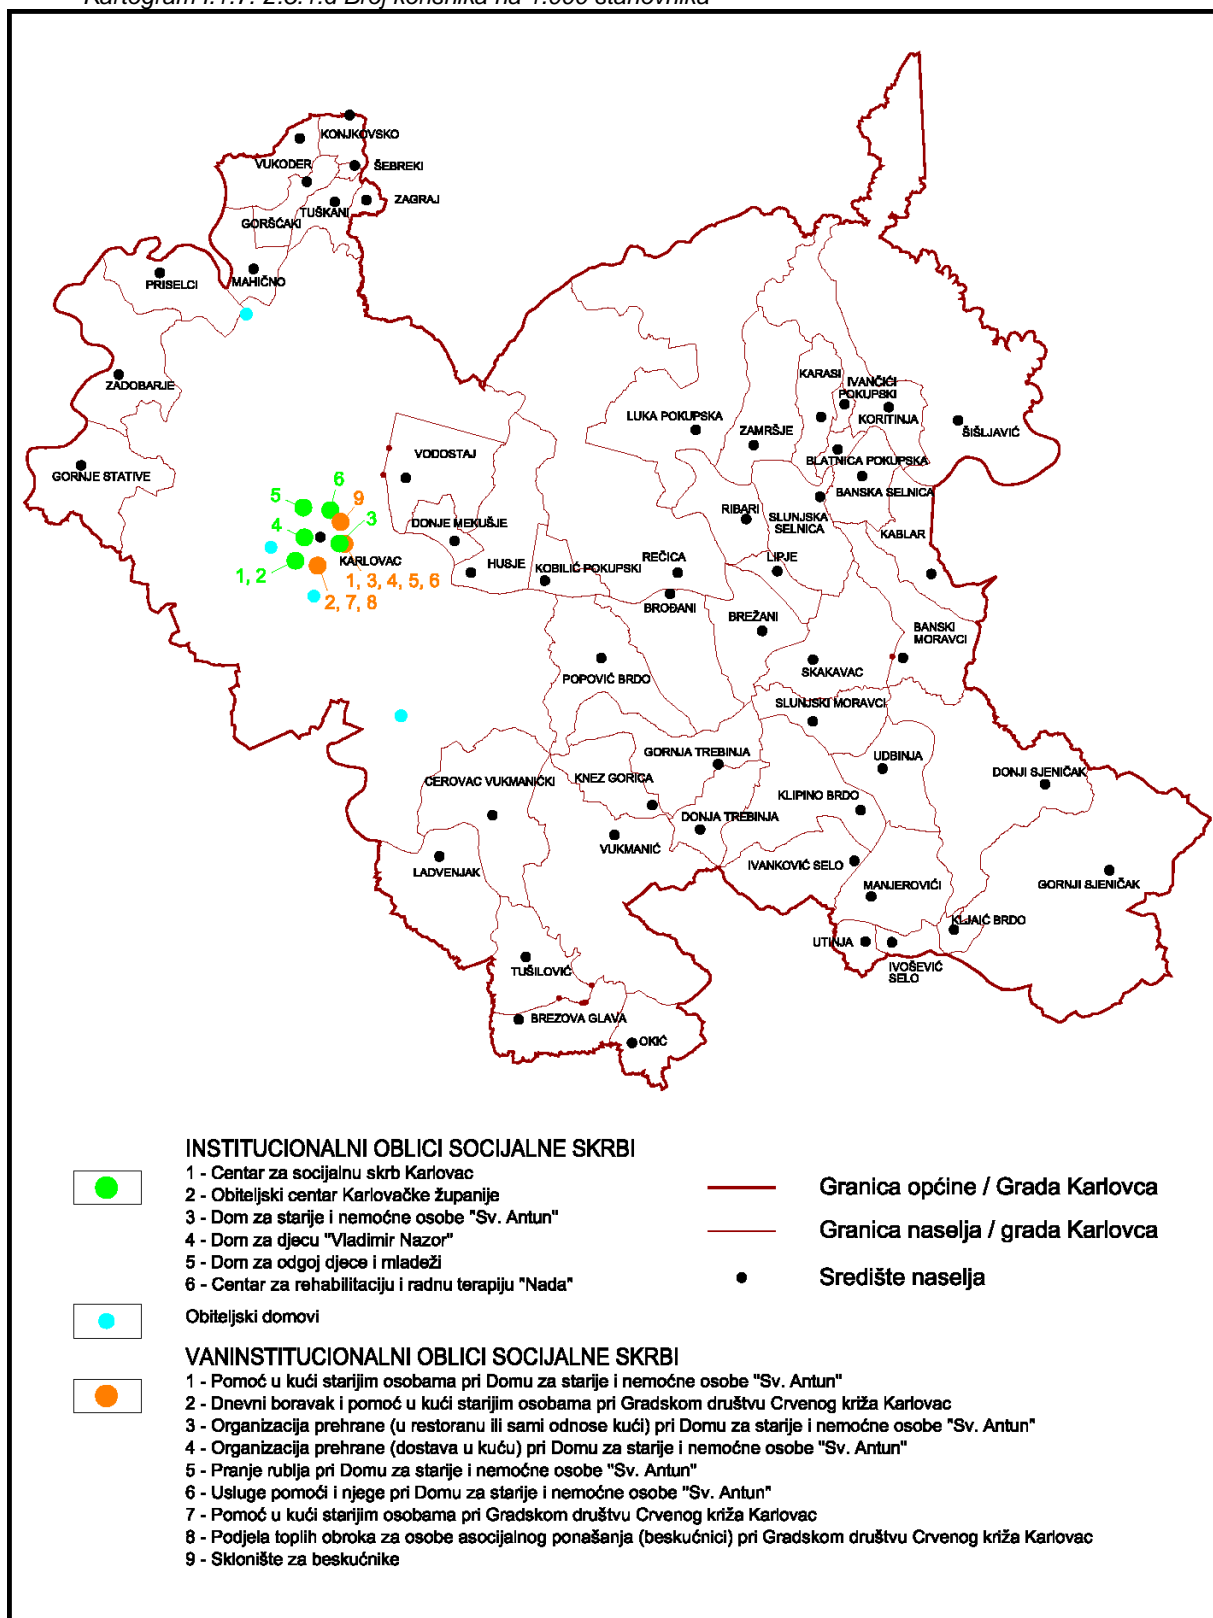 KONJKOVSKO
VUKODER
ŠEBREKI
ZAGRAJ
TUŠKANI
GORŠĆAKI
MAHIČNO
PRISELCI
ZADOBARJE
GORNJE STATIVE
VODOSTAJ
DONJE MEKUŠJE
HUSJE
KOBILIĆ POKUPSKI
REČICA
BROĐANI
LUKA POKUPSKA
ZAMRŠJE
KARASI
IVANČIĆI
POKUPSKI
KORITINJA
ŠIŠLJAVIĆ
BLATNICA POKUPSKA
BANSKA SELNICA
RIBARI
SLUNJSKA
SELNICA
KABLAR
LIPJE
5
6
9
4
3
KARLOVAC
1, 2
1, 3, 4, 5, 6
2, 7, 8
BREŽANI
BANSKI
MORAVCI
SKAKAVAC
POPOVIĆ BRDO
SLUNJSKI MORAVCI
GORNJA TREBINJA
UDBINJA
DONJI SJENIČAK
CEROVAC VUKMANIČKI
KNEZ GORICA
KLIPINO BRDO
DONJA TREBINJA
VUKMANIĆ
LADVENJAK
IVANKOVIĆ SELO
MANJEROVIĆI
GORNJI SJENIČAK
KLJAIĆ BRDO
UTINJA
IVOŠEVIĆ
SELO
TUŠILOVIĆ
BREZOVA GLAVA
OKIĆ
INSTITUCIONALNI OBLICI SOCIJALNE SKRBI
1 - Centar za socijalnu skrb Karlovac
2 - Obiteljski centar Karlovačke županije
3 - Dom za starije i nemoćne osobe "Sv. Antun"
4 - Dom za djecu "Vladimir Nazor"
5 - Dom za odgoj djece i mladeži
6 - Centar za rehabilitaciju i radnu terapiju "Nada"
Granica općine / Grada Karlovca
Granica naselja / grada Karlovca
Središte naselja
Obiteljski domovi
VANINSTITUCIONALNI OBLICI SOCIJALNE SKRBI
1 - Pomoć u kući starijim osobama pri Domu za starije i nemoćne osobe "Sv. Antun"
2 - Dnevni boravak i pomoć u kući starijim osobama pri Gradskom društvu Crvenog križa Karlovac
3 - Organizacija prehrane (u restoranu ili sami odnose kući) pri Domu za starije i nemoćne osobe "Sv. Antun"
4 - Organizacija prehrane (dostava u kuću) pri Domu za starije i nemoćne osobe "Sv. Antun"
5 - Pranje rublja pri Domu za starije i nemoćne osobe "Sv. Antun"
6 - Usluge pomoći i njege pri Domu za starije i nemoćne osobe "Sv. Antun"
7 - Pomoć u kući starijim osobama pri Gradskom društvu Crvenog križa Karlovac
8 - Podjela toplih obroka za osobe asocijalnog ponašanja (beskućnici) pri Gradskom društvu Crvenog križa Karlovac
9 - Sklonište za beskućnike